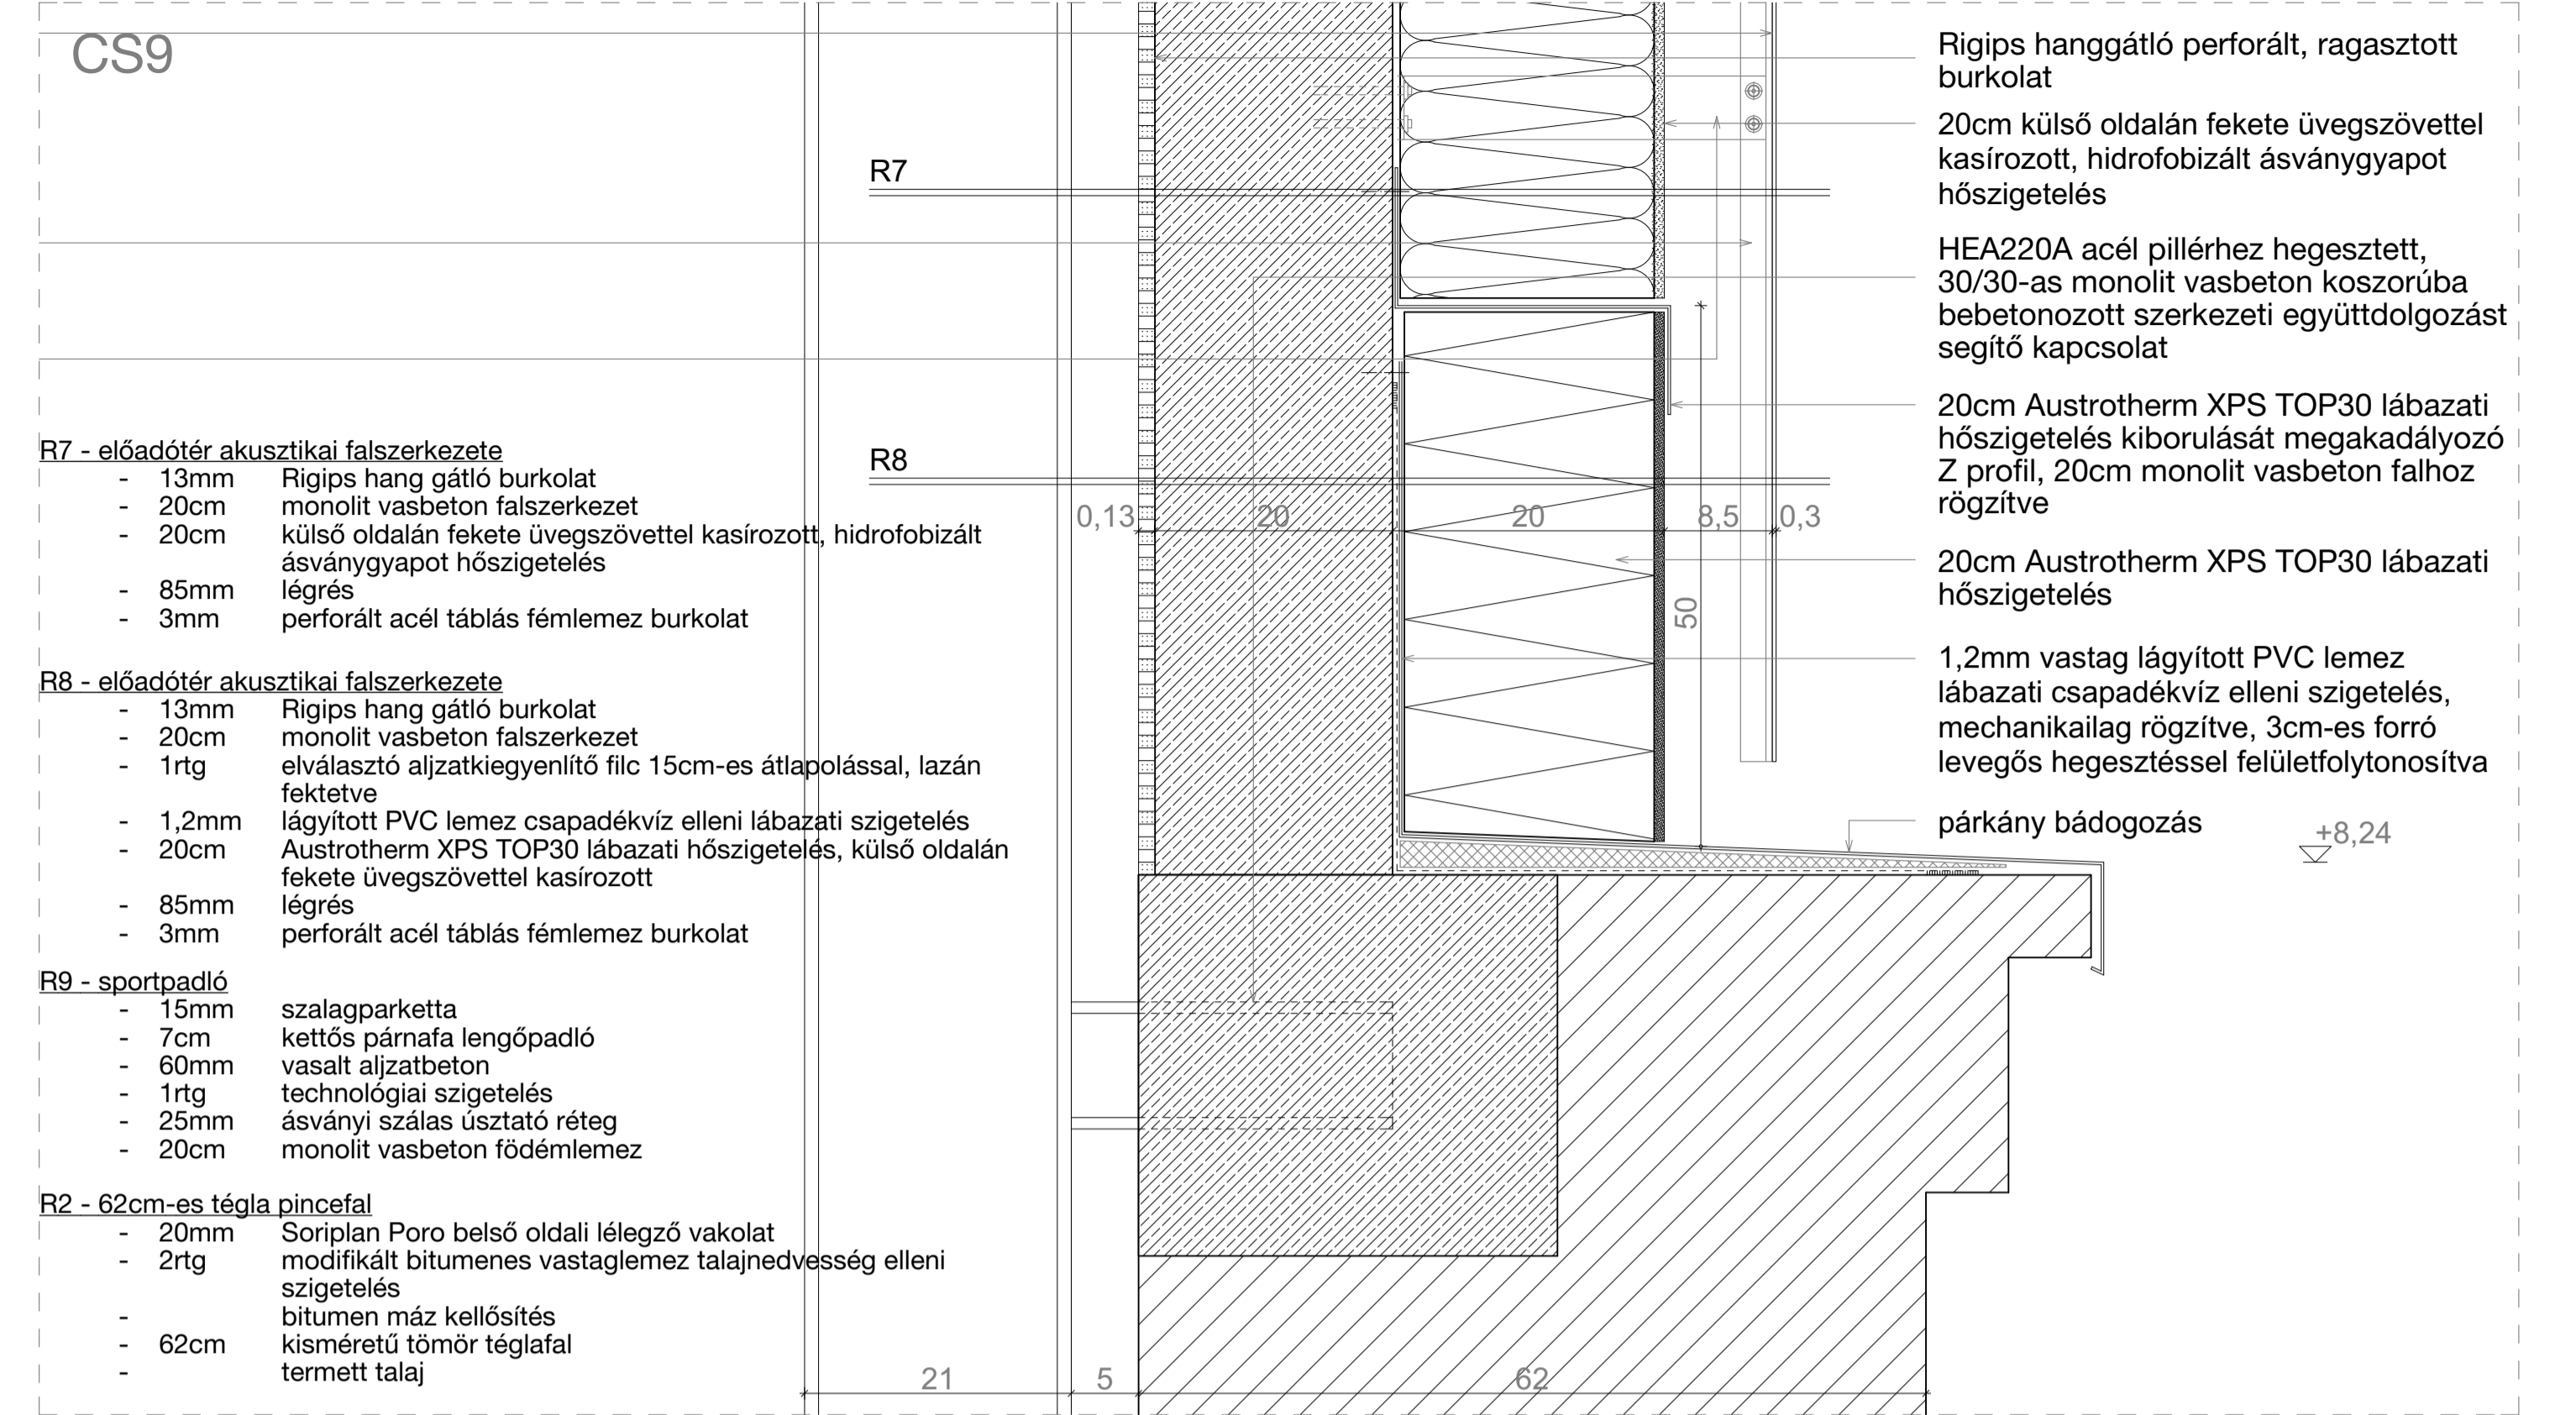 CS9
R7
R8
R7 - előadótér akusztikai falszerkezete
- 13mm Rigips hang gátló burkolat
- 20cm monolit vasbeton falszerkezet
- 20cm külső oldalán fekete üvegszövettel kasírozott, hidrofobizált
ásványgyapot hőszigetelés
- 85mm légrés
- 3mm perforált acél táblás fémlemez burkolat
R8 - előadótér akusztikai falszerkezete
- 13mm Rigips hang gátló burkolat
- 20cm monolit vasbeton falszerkezet
- 1rtg elválasztó aljzatkiegyenlítő filc 15cm-es átlapolással, lazán
fektetve
- 1,2mm lágyított PVC lemez csapadékvíz elleni lábazati szigetelés
- 20cm Austrotherm XPS TOP30 lábazati hőszigetelés, külső oldalán
fekete üvegszövettel kasírozott
- 85mm légrés
- 3mm perforált acél táblás fémlemez burkolat
R9 - sportpadló
- 15mm szalagparketta
- 7cm kettős párnafa lengőpadló
- 60mm vasalt aljzatbeton
- 1rtg technológiai szigetelés
- 25mm ásványi szálas úsztató réteg
- 20cm monolit vasbeton födémlemez
R2 - 62cm-es tégla pincefal
- 20mm Soriplan Poro belső oldali lélegző vakolat
- 2rtg modifikált bitumenes vastaglemez talajnedvesség elleni
szigetelés
- bitumen máz kellősítés
- 62cm kisméretű tömör téglafal
- termett talaj
0,13 20 20 8,5 0,3
50
21 5 62
Rigips hanggátló perforált, ragasztott
burkolat
20cm külső oldalán fekete üvegszövettel
kasírozott, hidrofobizált ásványgyapot
hőszigetelés
HEA220A acél pillérhez hegesztett,
30/30-as monolit vasbeton koszorúba
bebetonozott szerkezeti együttdolgozást
segítő kapcsolat
20cm Austrotherm XPS TOP30 lábazati
hőszigetelés kiborulását megakadályozó
Z profil, 20cm monolit vasbeton falhoz
rögzítve
20cm Austrotherm XPS TOP30 lábazati
hőszigetelés
1,2mm vastag lágyított PVC lemez
lábazati csapadékvíz elleni szigetelés,
mechanikailag rögzítve, 3cm-es forró
levegős hegesztéssel felületfolytonosítva
párkány bádogozás
+8,24